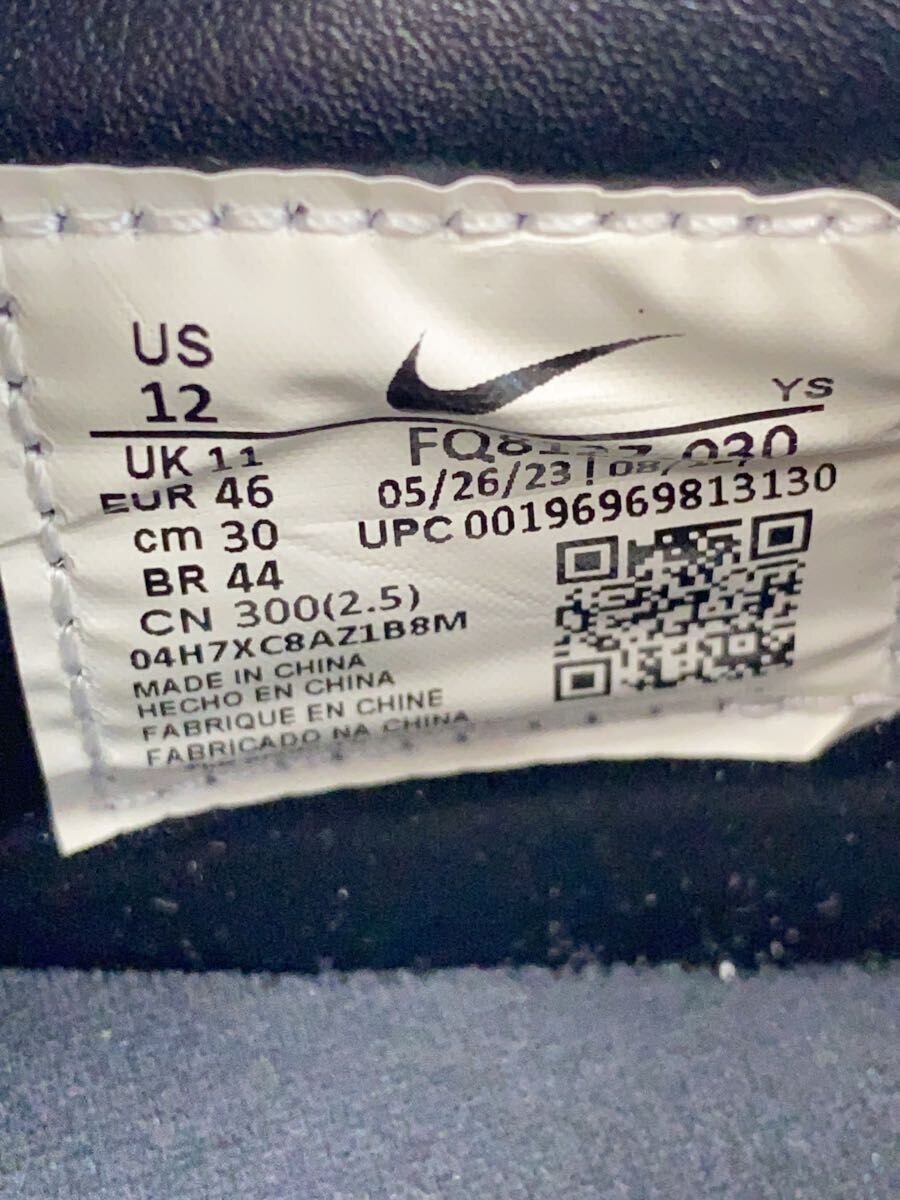 US
12
YS
UK 11
EUR 46
05/26/23
cm 30
UPC 00196969813130
BR 44
CN 300(2.5)
04H7XC8AZ1B8M
MADE IN CHINA
HECHO EN CHINA
FABRIQUE EN CHINE
FABRICADO NA CHINA